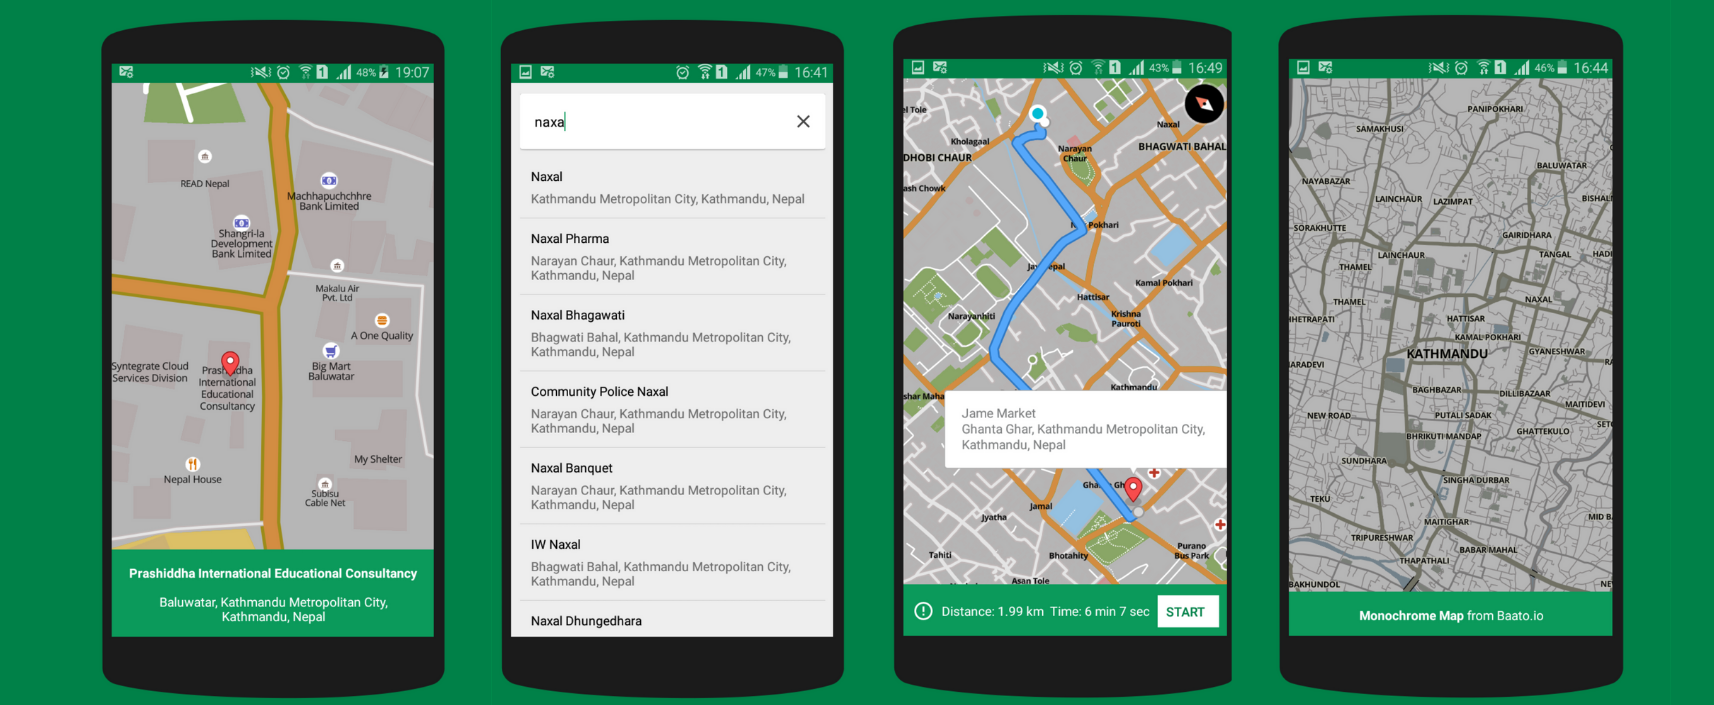 48% 19:07
READ Nepal
Machhapuchchhre
Bank Limited
Shangri-la
Development
Bank Limited
Makalu Air
Pvt. Ltd
A One Quality
Big Mart
Baluwatar
Syntegrate Cloud
Services Division
International
Educational
Consultancy
My Shelter
Nepal House
Subisu
Cable Net
Prashiddha International Educational Consultancy
Baluwatar, Kathmandu Metropolitan City,
Kathmandu, Nepal
1 47% 16:41
naxa
Naxal
Kathmandu Metropolitan City, Kathmandu, Nepal
Naxal Pharma
Narayan Chaur, Kathmandu Metropolitan City,
Kathmandu, Nepal
Naxal Bhagawati
Bhagwati Bahal, Kathmandu Metropolitan City,
Kathmandu, Nepal
Community Police Naxal
Narayan Chaur, Kathmandu Metropolitan City,
Kathmandu, Nepal
Naxal Banquet
Narayan Chaur, Kathmandu Metropolitan City,
Kathmandu, Nepal
IW Naxal
Bhagwati Bahal, Kathmandu Metropolitan City,
Kathmandu, Nepal
Naxal Dhungedhara
1 43% 16:49
el Tole
Naxal
Kholagaal
BHAGWATI BAHAL
Narayan
Chaur
DHOBI CHAUR
ash Chowk
Pokhari
Kamal Pokhari
Hattisar
Narayanhiti
Krishna
Pauroti
Kathmandu
shar Maha
Jame Market
Ghanta Ghar, Kathmandu Metropolitan City,
Kathmandu, Nepal
Jamal
Jyatha
Tahiti
Bhotahity
Purano
Bus Park
Asan Tole
Distance: 1.99 km Time: 6 min 7 sec START
1 46% 16:44
PANIPOKHARI
SAMAKHUSI
BALUWATAR
NAYABAZAR
LAINCHAUR LAZIMPAT
BISHAL
SORAKHUTTE
GAIRIDHARA
LAINCHAUR
TANGAL HADI
THAMEL
THAMEL
NAXAL
HHETRAPATI
HATTISAR
KAMAL POKHARI
KATHMANDU
GYANESHWAR
ARADEVI
BAGHBAZAR
DILLIBAZAAR
MAITIDEVI
NEW ROAD
PUTALI SADAK
BHRIKUTI MANDAP
GHATTEKULO
SUNDHARA
SINGHA DURBAR
TEKU
MAITIGHAR
MID B
TRIPURESHWAR
BABAR MAHAL
THAPATHALI
BAKHUNDOL
Monochrome Map from Baato.io